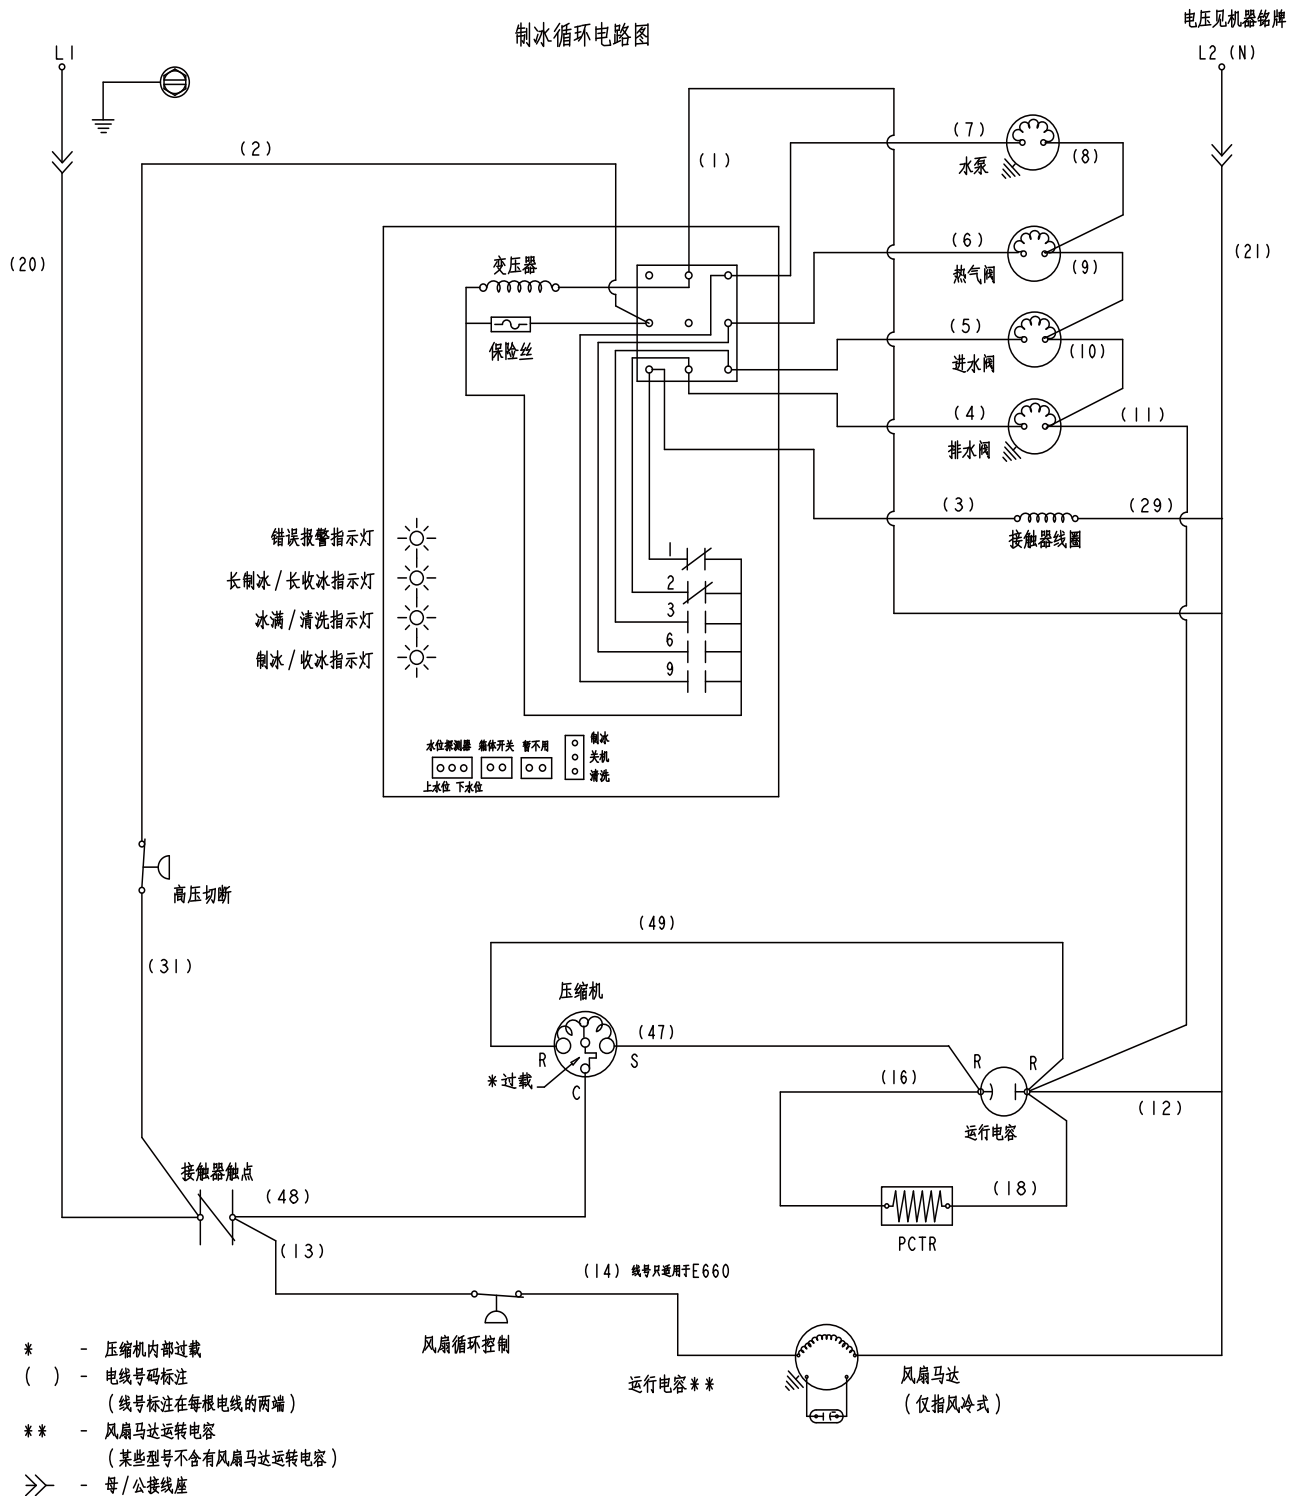 制冰循环电路图
电压见机器铭牌
L1
L2 (N)
(2)
(1)
(7)
水泵
(8)
(20)
(21)
变压器
(6)
热气阀
(9)
保险丝
(5)
进水阀
(10)
(4)
排水阀
(11)
(3)
(29)
接触器线圈
错误报警指示灯
长制冰/长收冰指示灯
冰满/清洗指示灯
制冰/收冰指示灯
1
2
3
6
9
水位探测器 箱体开关 暂不用
上水位 下水位
制冰
关机
清洗
高压切断
(31)
(49)
压缩机
(47)
R
S
C
*过载
R
R
(16)
(12)
运行电容
(18)
PCTR
接触器触点
(48)
(13)
(14) 线号只适用于E660
风扇循环控制
运行电容**
风扇马达
(仅指风冷式)
* - 压缩机内部过载
( ) - 电线号码标注
(线号标注在每根电线的两端)
** - 风扇马达运转电容
(某些型号不含有风扇马达运转电容)
- 母/公接线座